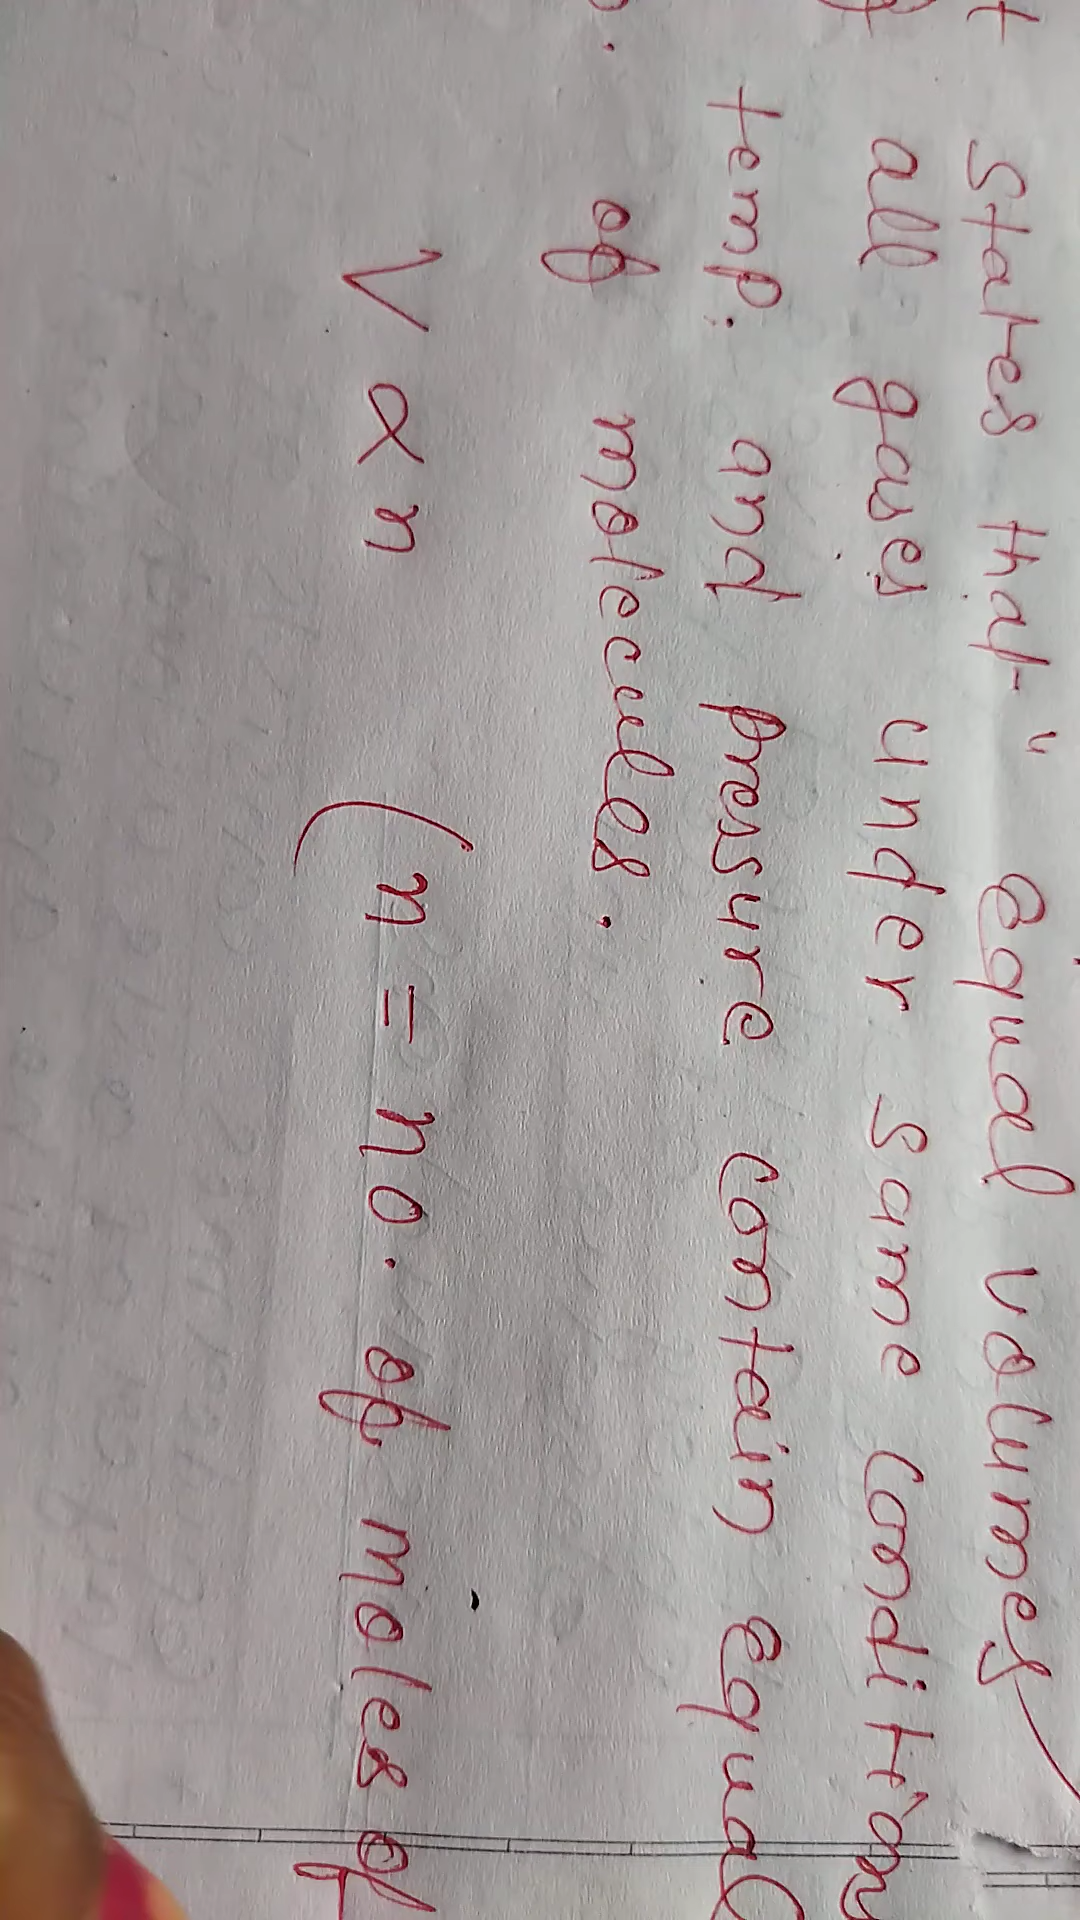 States that " equal volumes
all gases under same condition
temp. and pressure contain equal
of molecules.
V ∝ n (n = no. of moles of